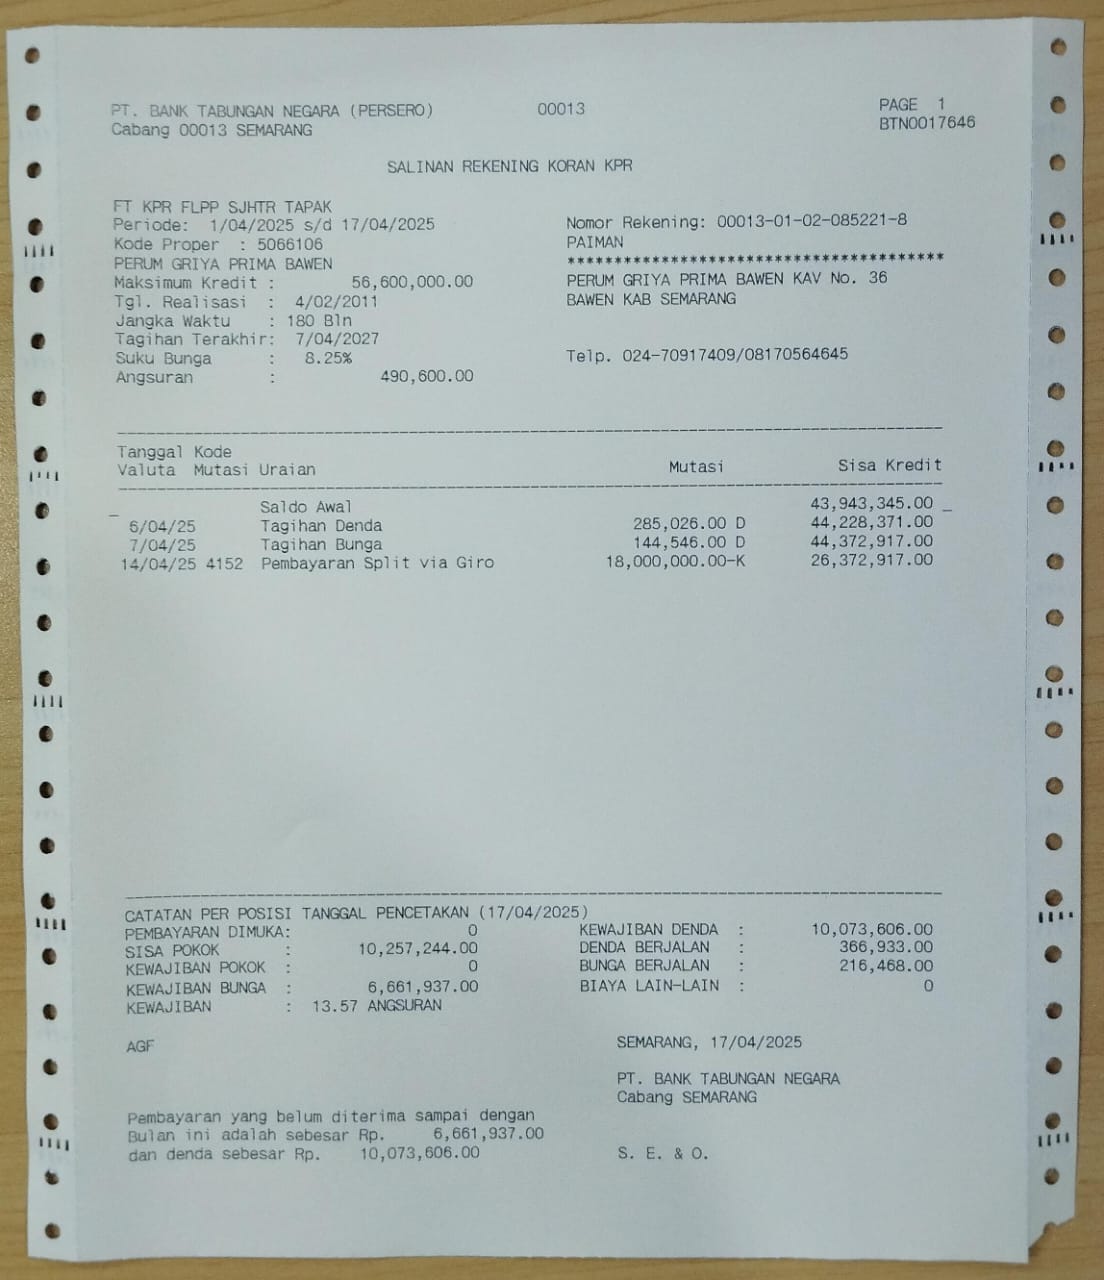 PT. BANK TABUNGAN NEGARA (PERSERO) 00013 PAGE 1
Cabang 00013 SEMARANG BTN0017646
SALINAN REKENING KORAN KPR
FT KPR FLPP SJHTR TAPAK
Periode: 1/04/2025 s/d 17/04/2025 Nomor Rekening: 00013-01-02-085221-8
Kode Proper : 5066106 PAIMAN
PERUM GRIYA PRIMA BAWEN ****************************************
Maksimum Kredit : 56,600,000.00 PERUM GRIYA PRIMA BAWEN KAV No. 36
Tgl. Realisasi : 4/02/2011 BAWEN KAB SEMARANG
Jangka Waktu : 180 Bln
Tagihan Terakhir: 7/04/2027
Suku Bunga : 8.25% Telp. 024-70917409/08170564645
Angsuran : 490,600.00
Tanggal Kode
Valuta Mutasi Uraian Mutasi Sisa Kredit
Saldo Awal 43,943,345.00
6/04/25 Tagihan Denda 285,026.00 D 44,228,371.00
7/04/25 Tagihan Bunga 144,546.00 D 44,372,917.00
14/04/25 4152 Pembayaran Split via Giro 18,000,000.00-K 26,372,917.00
CATATAN PER POSISI TANGGAL PENCETAKAN (17/04/2025)
PEMBAYARAN DIMUKA: 0 KEWAJIBAN DENDA : 10,073,606.00
SISA POKOK : 10,257,244.00 DENDA BERJALAN : 366,933.00
KEWAJIBAN POKOK : 0 BUNGA BERJALAN : 216,468.00
KEWAJIBAN BUNGA : 6,661,937.00 BIAYA LAIN-LAIN : 0
KEWAJIBAN : 13.57 ANGSURAN
AGF SEMARANG, 17/04/2025
PT. BANK TABUNGAN NEGARA
Cabang SEMARANG
Pembayaran yang belum diterima sampai dengan
Bulan ini adalah sebesar Rp. 6,661,937.00
dan denda sebesar Rp. 10,073,606.00 S. E. & O.